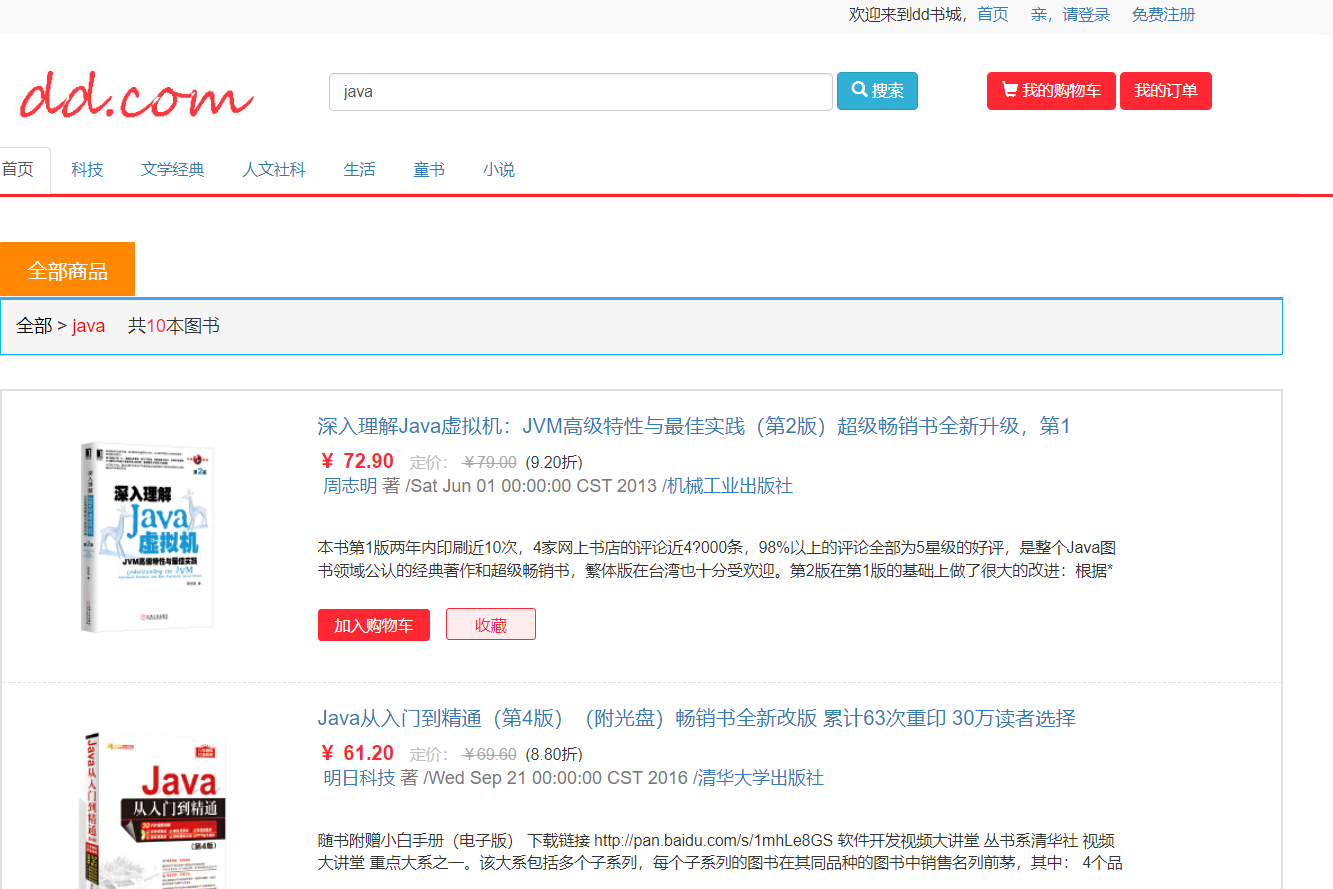 欢迎来到dd书城，首页 亲，请登录 免费注册
dd.com
java
搜索
我的购物车
我的订单
首页 科技 文学经典 人文社科 生活 童书 小说
全部商品
全部 > java 共10本图书
深入理解Java虚拟机：JVM高级特性与最佳实践（第2版）超级畅销书全新升级，第1
¥ 72.90 定价： ¥79.00 (9.20折)
周志明 著 /Sat Jun 01 00:00:00 CST 2013 /机械工业出版社
本书第1版两年内印刷近10次，4家网上书店的评论近4?000条，98%以上的评论全部为5星级的好评，是整个Java图
书领域公认的经典著作和超级畅销书，繁体版在台湾也十分受欢迎。第2版在第1版的基础上做了很大的改进：根据*
加入购物车 收藏
第2版
深入理解
Java
虚拟机
JVM高级特性与最佳实践
Understanding the JVM
Java从入门到精通（第4版）（附光盘）畅销书全新改版 累计63次重印 30万读者选择
¥ 61.20 定价： ¥69.60 (8.80折)
明日科技 著 /Wed Sep 21 00:00:00 CST 2016 /清华大学出版社
随书附赠小白手册（电子版） 下载链接 http://pan.baidu.com/s/1mhLe8GS 软件开发视频大讲堂 丛书系清华社 视频
大讲堂 重点大系之一。该大系包括多个子系列，每个子系列的图书在其同品种的图书中销售名列前茅，其中： 4个品
Java从入门到精通
Java
从入门到精通
（第4版）